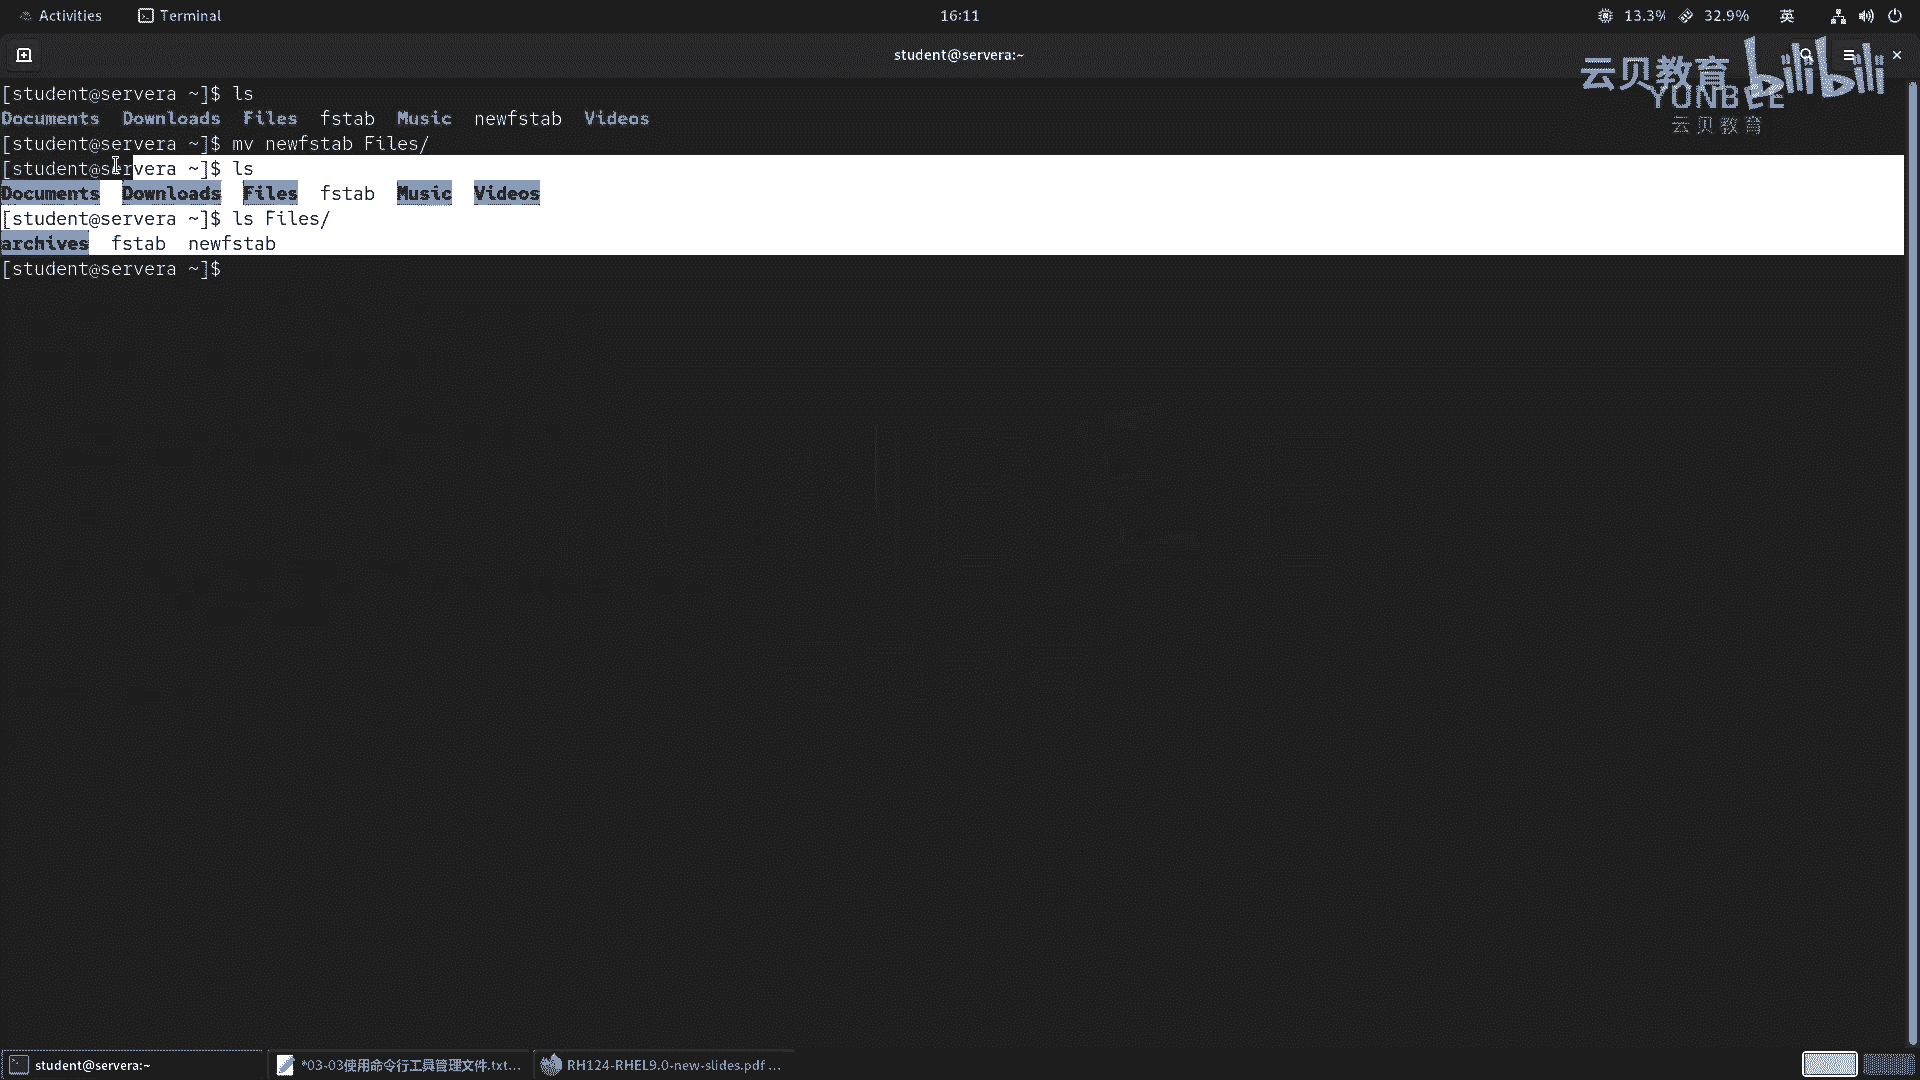 Activities Terminal 16:11 13.3% 32.9% 英
student@servera:~
云贝教育 bilibili
YUNBEE
云贝教育
[student@servera ~]$ ls
Documents Downloads Files fstab Music newfstab Videos
[student@servera ~]$ mv newfstab Files/
[student@servera ~]$ ls
Documents Downloads Files fstab Music Videos
[student@servera ~]$ ls Files/
archives fstab newfstab
[student@servera ~]$
student@servera:~ *03-03使用命令行工具管理文件.txt... RH124-RHEL9.0-new-slides.pdf ...